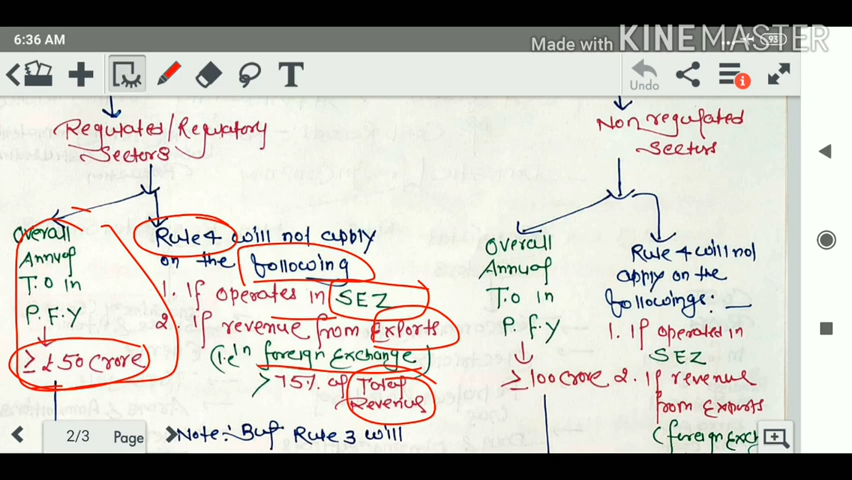 6:36 AM
Made with KINEMASTER
93
Undo
Regulated/Regulatory
Sectors
Non regulated
Sectors
Overall
Annual
T.O in
P.F.Y
≥ ₹ 50 crore
Rule 4 will not apply
on the following
1. If operates in SEZ
2. If revenue from Exports
(i.e in foreign Exchange)
> 75% of Total
Revenue
Note:- But Rule 3 will
Overall
Annual
T.O in
P.F.Y
≥ 100 crore
Rule 4 will not
apply on the
followings:
1. If operated in
SEZ
2. If revenue
from Exports
(foreign Exch
2/3 Page